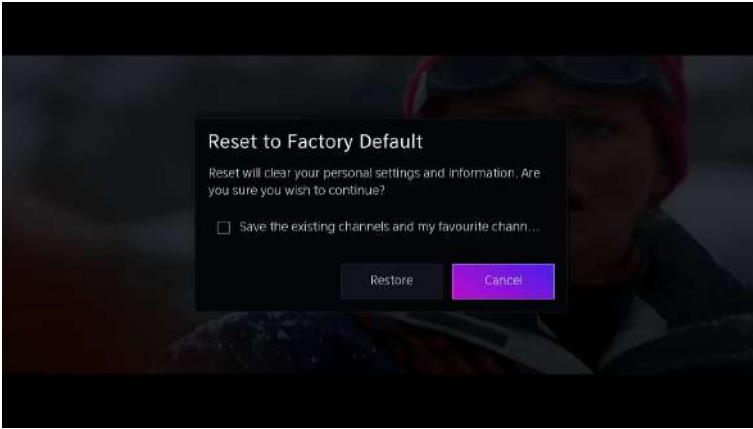 Reset to Factory Default
Reset will clear your personal settings and information. Are
you sure you wish to continue?
Save the existing channels and my favourite chann...
Restore
Cancel